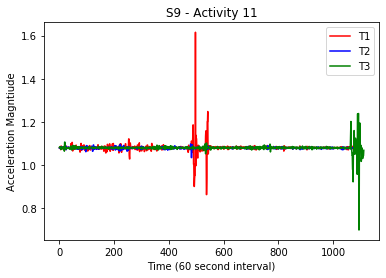 S9 - Activity 11
Acceleration Magntiude
1.6
1.4
1.2
1.0
0.8
T1
T2
T3
0
200
400
600
800
1000
Time (60 second interval)